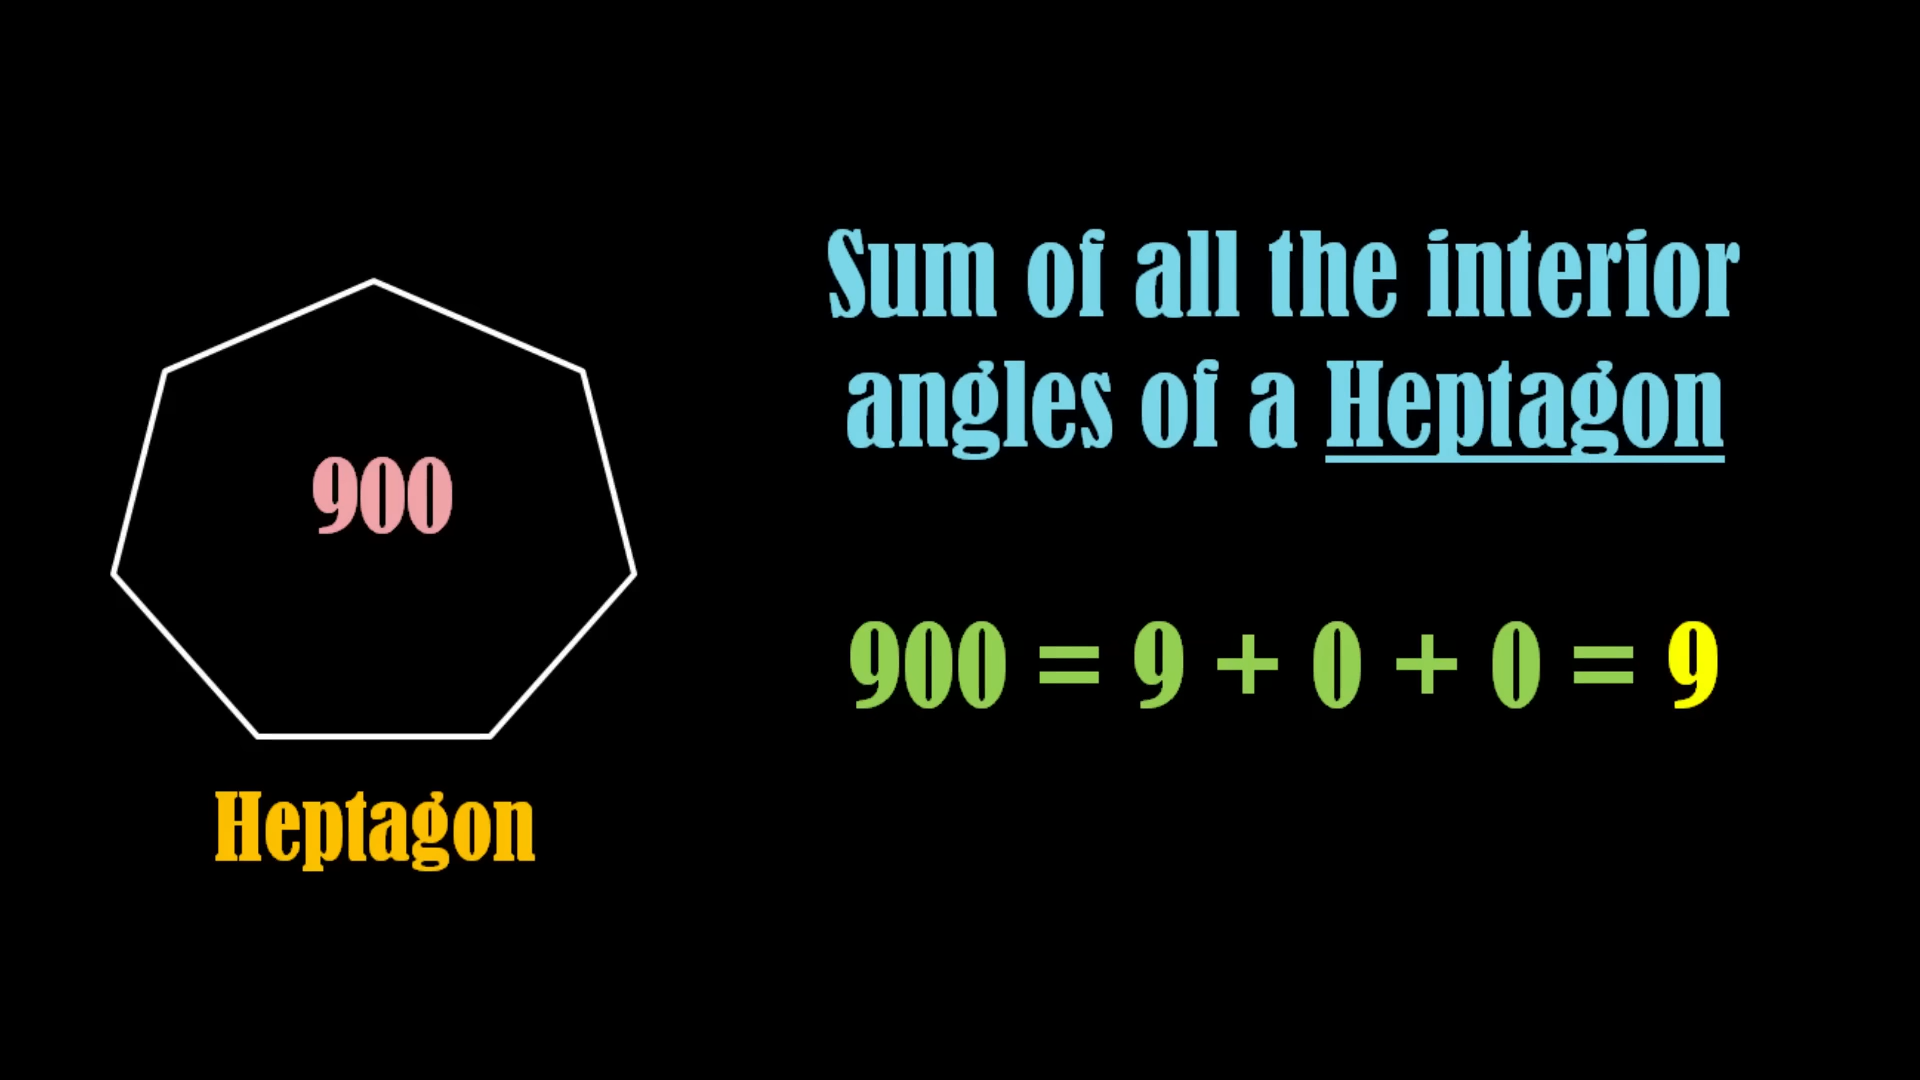 Sum of all the interior
angles of a Heptagon
900
900 = 9 + 0 + 0 = 9
Heptagon